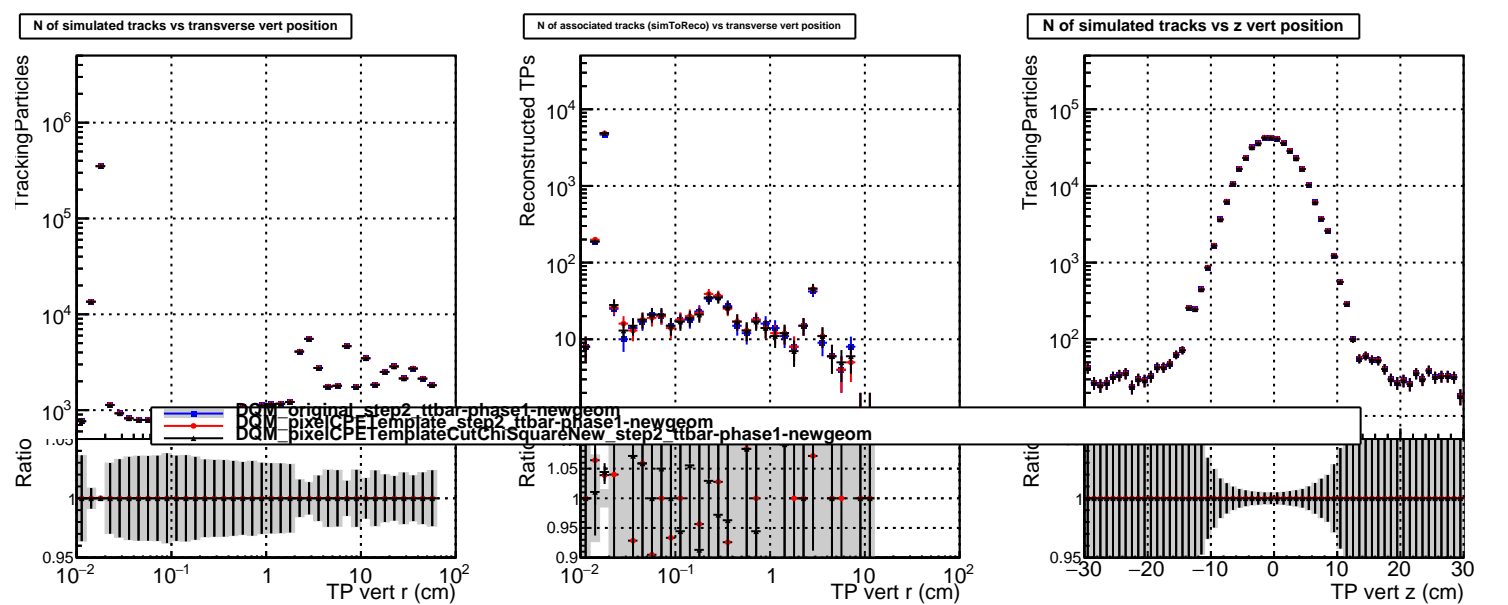 N of simulated tracks vs transverse vert position
TrackingParticles
10⁶
10⁵
10⁴
10³
Ratio
1.05
1
0.95
10⁻² 10⁻¹ 1 10 10²
TP vert r (cm)
N of associated tracks (simToReco) vs transverse vert position
Reconstructed TPs
10⁴
10³
10²
10
Ratio
1.05
1
0.95
0.9
10⁻² 10⁻¹ 1 10 10²
TP vert r (cm)
N of simulated tracks vs z vert position
TrackingParticles
10⁵
10⁴
10³
10²
Ratio
1
0.95
−30 −20 −10 0 10 20 30
TP vert z (cm)
DQM_original_step2_ttbar-phase1-newgeom
DQM_pixelCPETemplate_step2_ttbar-phase1-newgeom
DQM_pixelCPETemplateCutChiSquareNew_step2_ttbar-phase1-newgeom